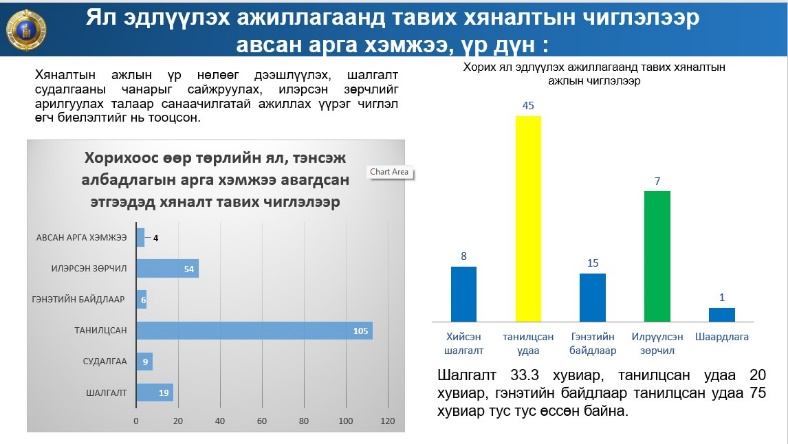 Ял эдлүүлэх ажиллагаанд тавих хяналтын чиглэлээр
авсан арга хэмжээ, үр дүн :
Хяналтын ажлын үр нөлөөг дээшлүүлэх, шалгалт
судалгааны чанарыг сайжруулах, илэрсэн зөрчлийг
арилгуулах талаар санаачилгатай ажиллах үүрэг чиглэл
өгч биелэлтийг нь тооцсон.
Хорихоос өөр төрлийн ял, тэнсэж
албадлагын арга хэмжээ авагдсан
этгээдэд хяналт тавих чиглэлээр
Chart Area
АВСАН АРГА ХЭМЖЭЭ 4
ИЛЭРСЭН ЗӨРЧИЛ 54
ГЭНЭТИЙН БАЙДЛААР 6
ТАНИЛЦСАН 105
СУДАЛГАА 9
ШАЛГАЛТ 19
0 20 40 60 80 100 120
Хорих ял эдлүүлэх ажиллагаанд тавих хяналтын
ажлын чиглэлээр
45
7
8
15
1
Хийсэн танилцсан Гэнэтийн Илрүүлсэн Шаардлага
шалгалт удаа байдлаар зөрчил
Шалгалт 33.3 хувиар, танилцсан удаа 20
хувиар, гэнэтийн байдлаар танилцсан удаа 75
хувиар тус тус өссөн байна.